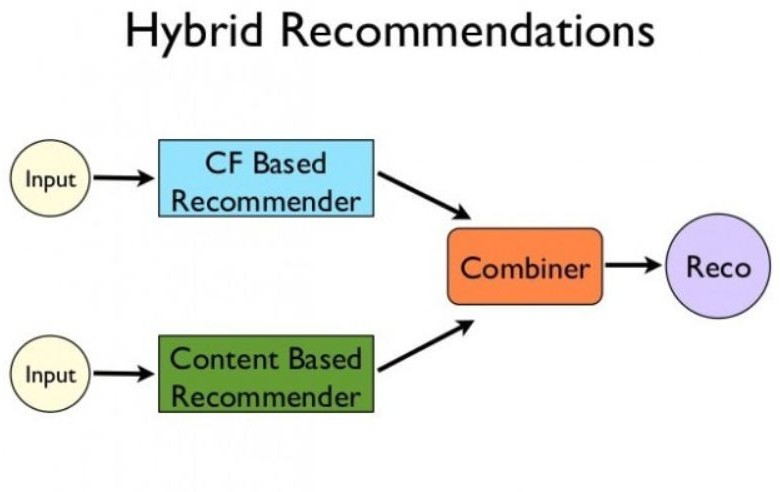 Hybrid Recommendations
Input
CF Based
Recommender
Combiner
Reco
Input
Content Based
Recommender